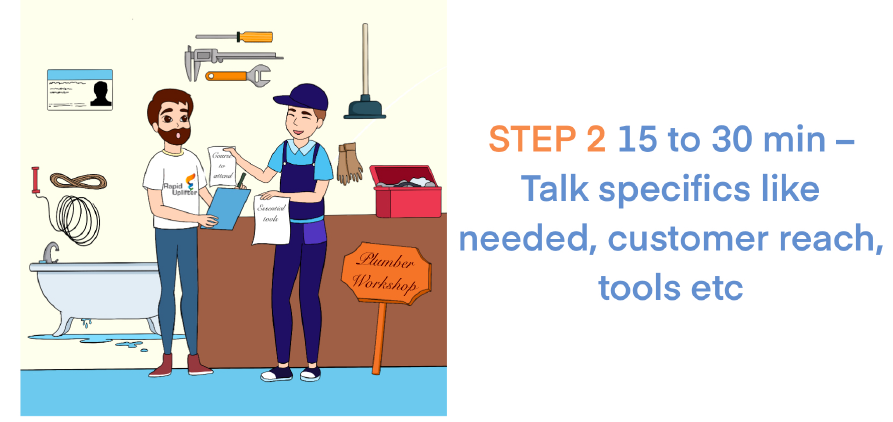 Course
to
attend
Rapid
Uplifter
Essential
tools
Plumber
Workshop
STEP 2 15 to 30 min –
Talk specifics like
needed, customer reach,
tools etc